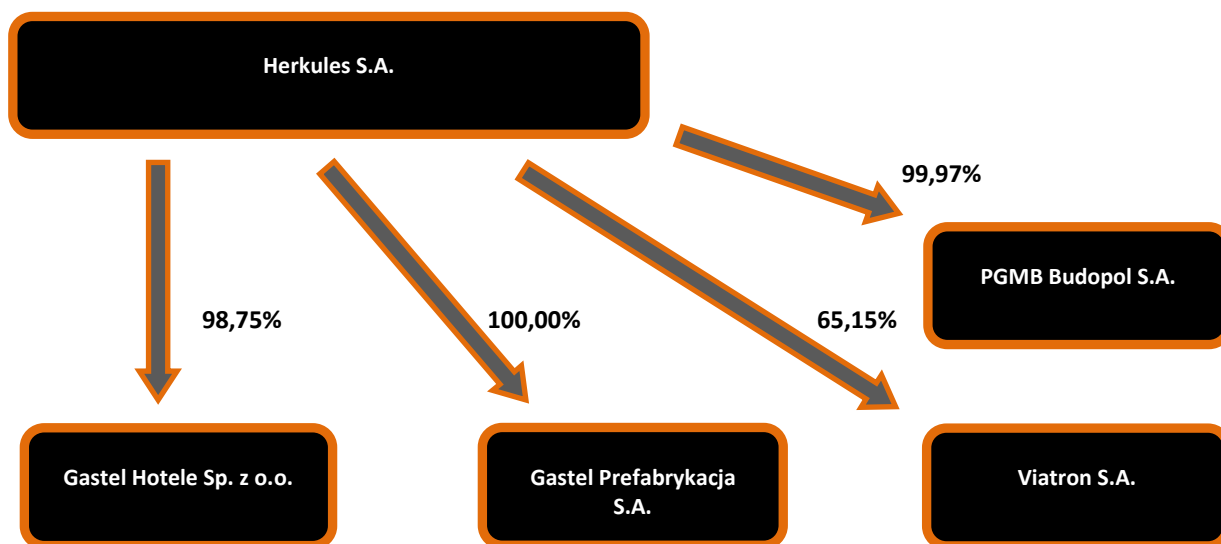 Herkules S.A.
99,97%
PGMB Budopol S.A.
98,75%
100,00%
65,15%
Gastel Hotele Sp. z o.o.
Gastel Prefabrykacja
S.A.
Viatron S.A.